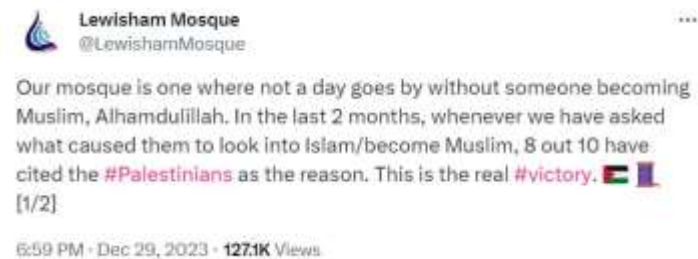 Lewisham Mosque
@LewishamMosque
Our mosque is one where not a day goes by without someone becoming
Muslim, Alhamdulillah. In the last 2 months, whenever we have asked
what caused them to look into Islam/become Muslim, 8 out 10 have
cited the #Palestinians as the reason. This is the real #victory. 🇵🇸
[1/2]
6:59 PM · Dec 29, 2023 · 127.1K Views